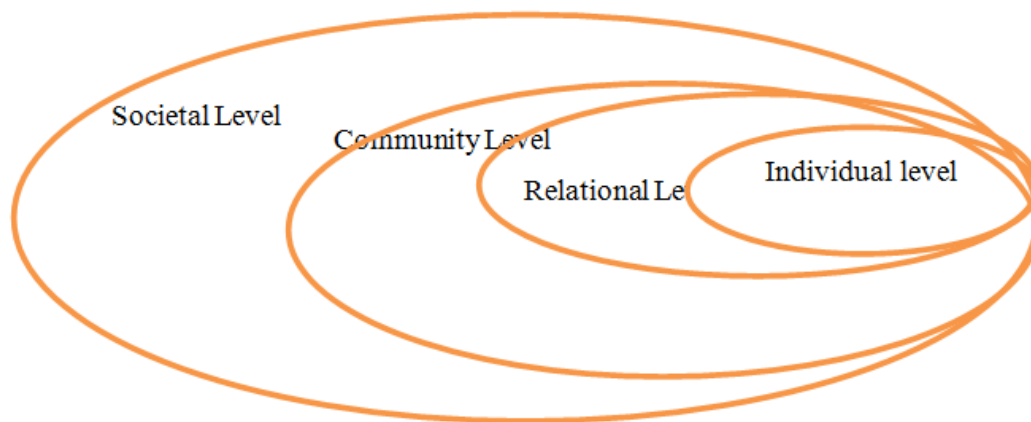 Societal Level
Community Level
Relational Le
Individual level